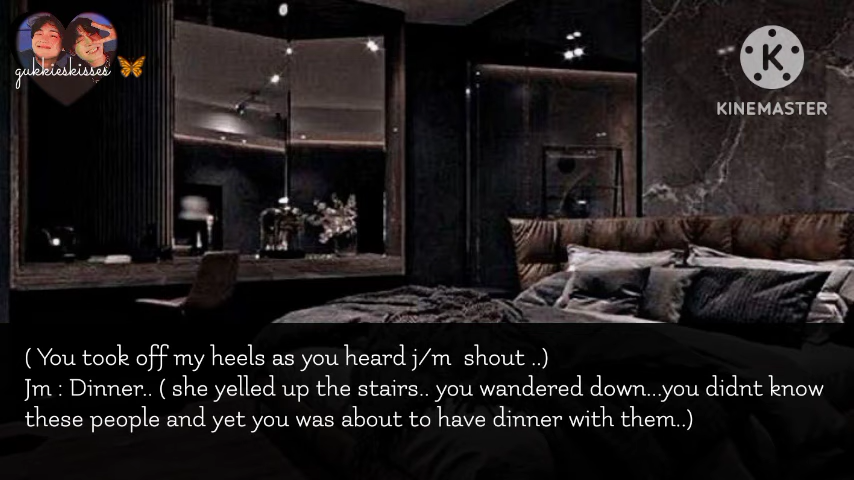 gukkieskisses
K
KINEMASTER
( You took off my heels as you heard j/m shout ..)
Jm : Dinner.. ( she yelled up the stairs.. you wandered down...you didnt know
these people and yet you was about to have dinner with them..)